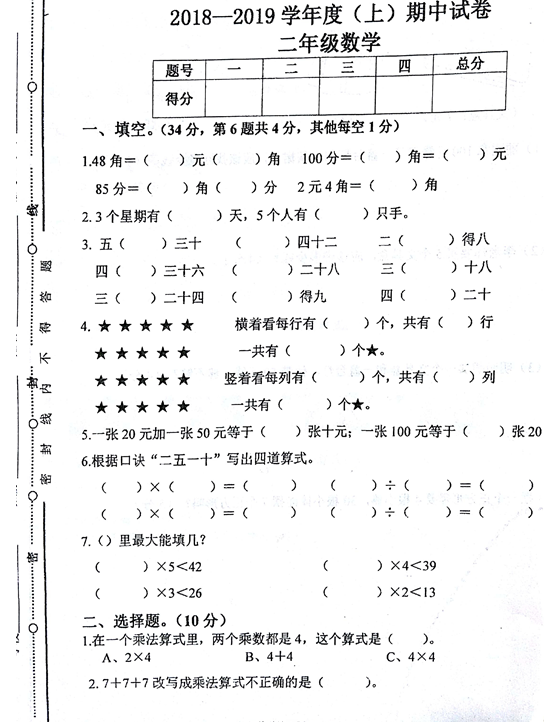 2018—2019 学年度（上）期中试卷
二年级数学
题号 一 二 三 四 总分
得分
一、填空。（34 分，第 6 题共 4 分，其他每空 1 分）
1.48 角＝（ ）元（ ）角 100 分＝（ ）角＝（ ）元
85 分＝（ ）角（ ）分 2 元 4 角＝（ ）角
2. 3 个星期有（ ）天，5 个人有（ ）只手。
3. 五（ ）三十 （ ）四十二 二（ ）得八
四（ ）三十六 （ ）二十八 三（ ）十八
三（ ）二十四 （ ）得九 四（ ）二十
4. ★ ★ ★ ★ ★ 横着看每行有（ ）个，共有（ ）行
★ ★ ★ ★ ★ 一共有（ ）个★。
★ ★ ★ ★ ★ 竖着看每列有（ ）个，共有（ ）列
★ ★ ★ ★ ★ 一共有（ ）个★。
5.一张 20 元加一张 50 元等于（ ）张十元；一张 100 元等于（ ）张 20
6.根据口诀“二五一十”写出四道算式。
（ ）×（ ）＝（ ） （ ）÷（ ）＝（ ）
（ ）×（ ）＝（ ） （ ）÷（ ）＝（ ）
7.（）里最大能填几？
（ ）×5＜42 （ ）×4＜39
（ ）×3＜26 （ ）×2＜13
二、选择题。（10 分）
1.在一个乘法算式里，两个乘数都是 4，这个算式是（ ）。
A、2×4 B、4＋4 C、4×4
2. 7＋7＋7 改写成乘法算式不正确的是（ ）。
密 封 线
密 封 线 内 不 得 答 题